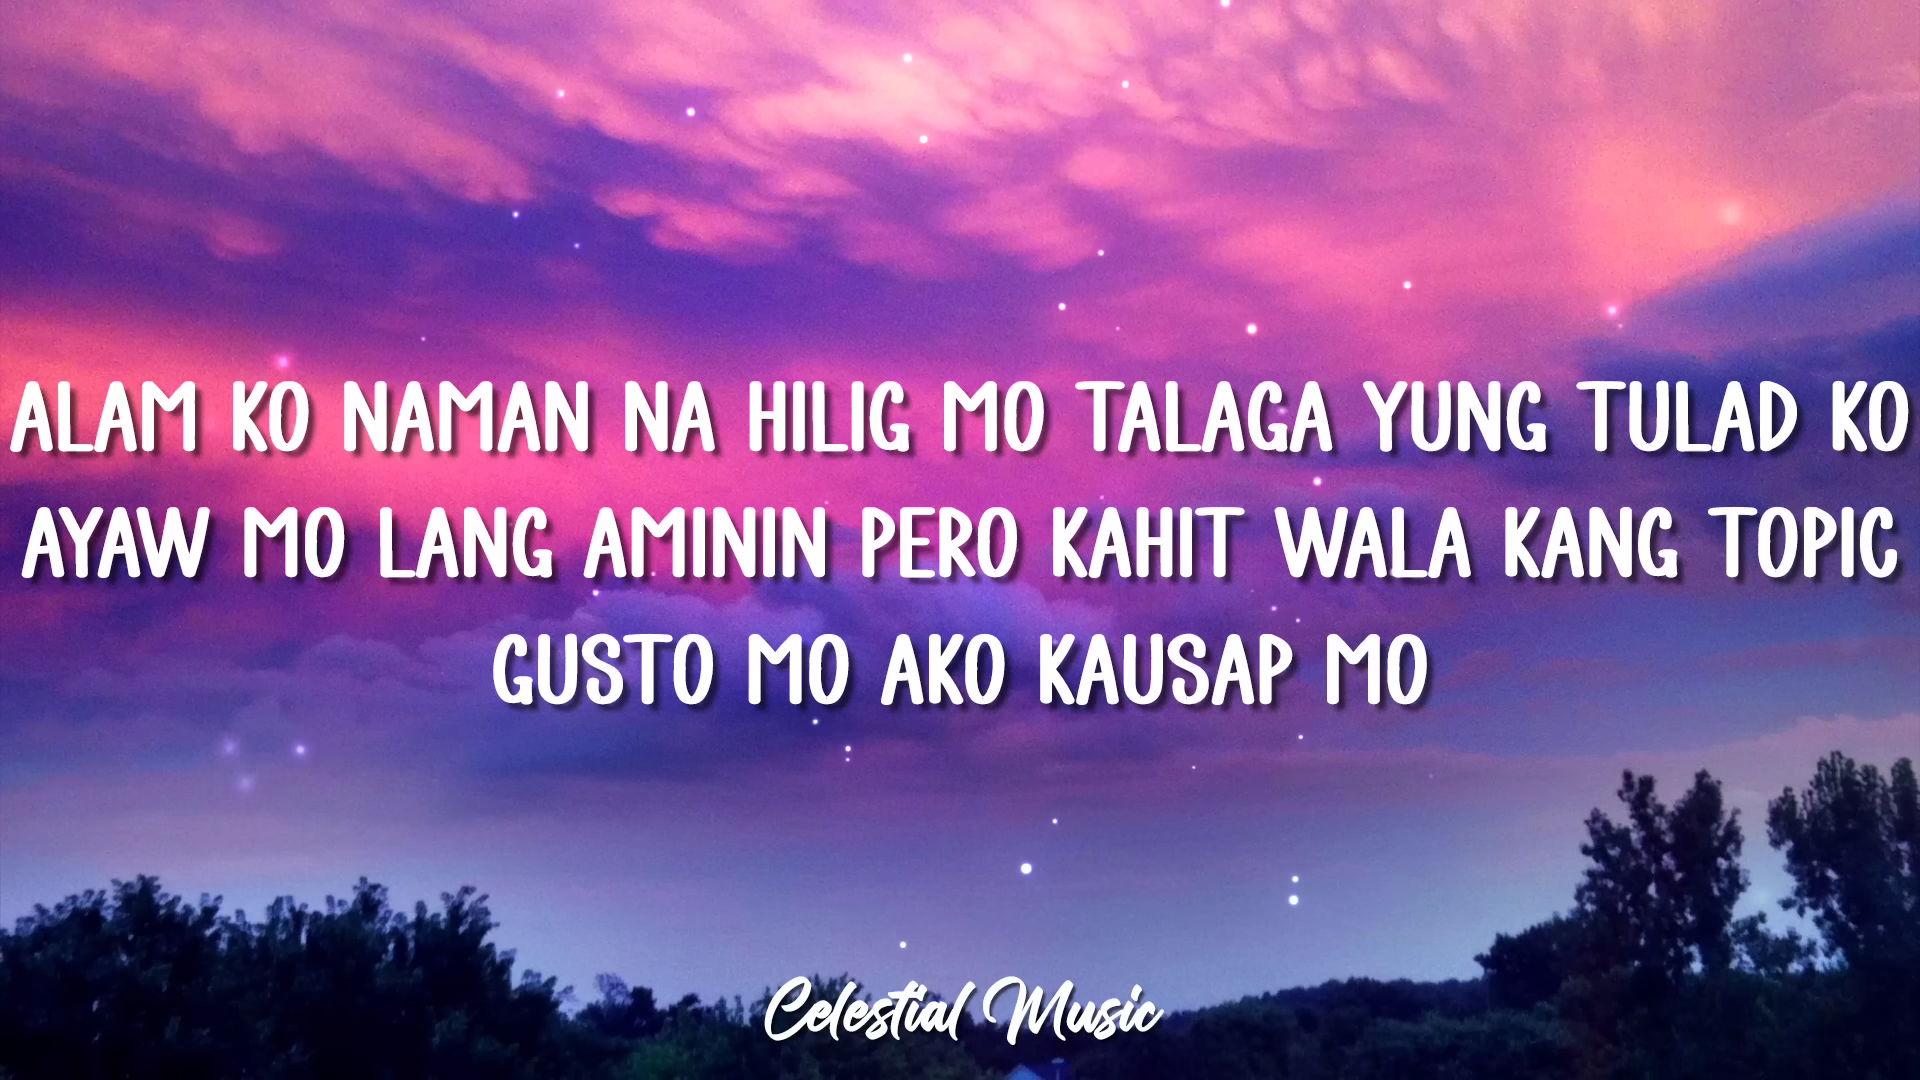 ALAM KO NAMAN NA HILIG MO TALAGA YUNG TULAD KO
AYAW MO LANG AMININ PERO KAHIT WALA KANG TOPIC
GUSTO MO AKO KAUSAP MO
Celestial Music